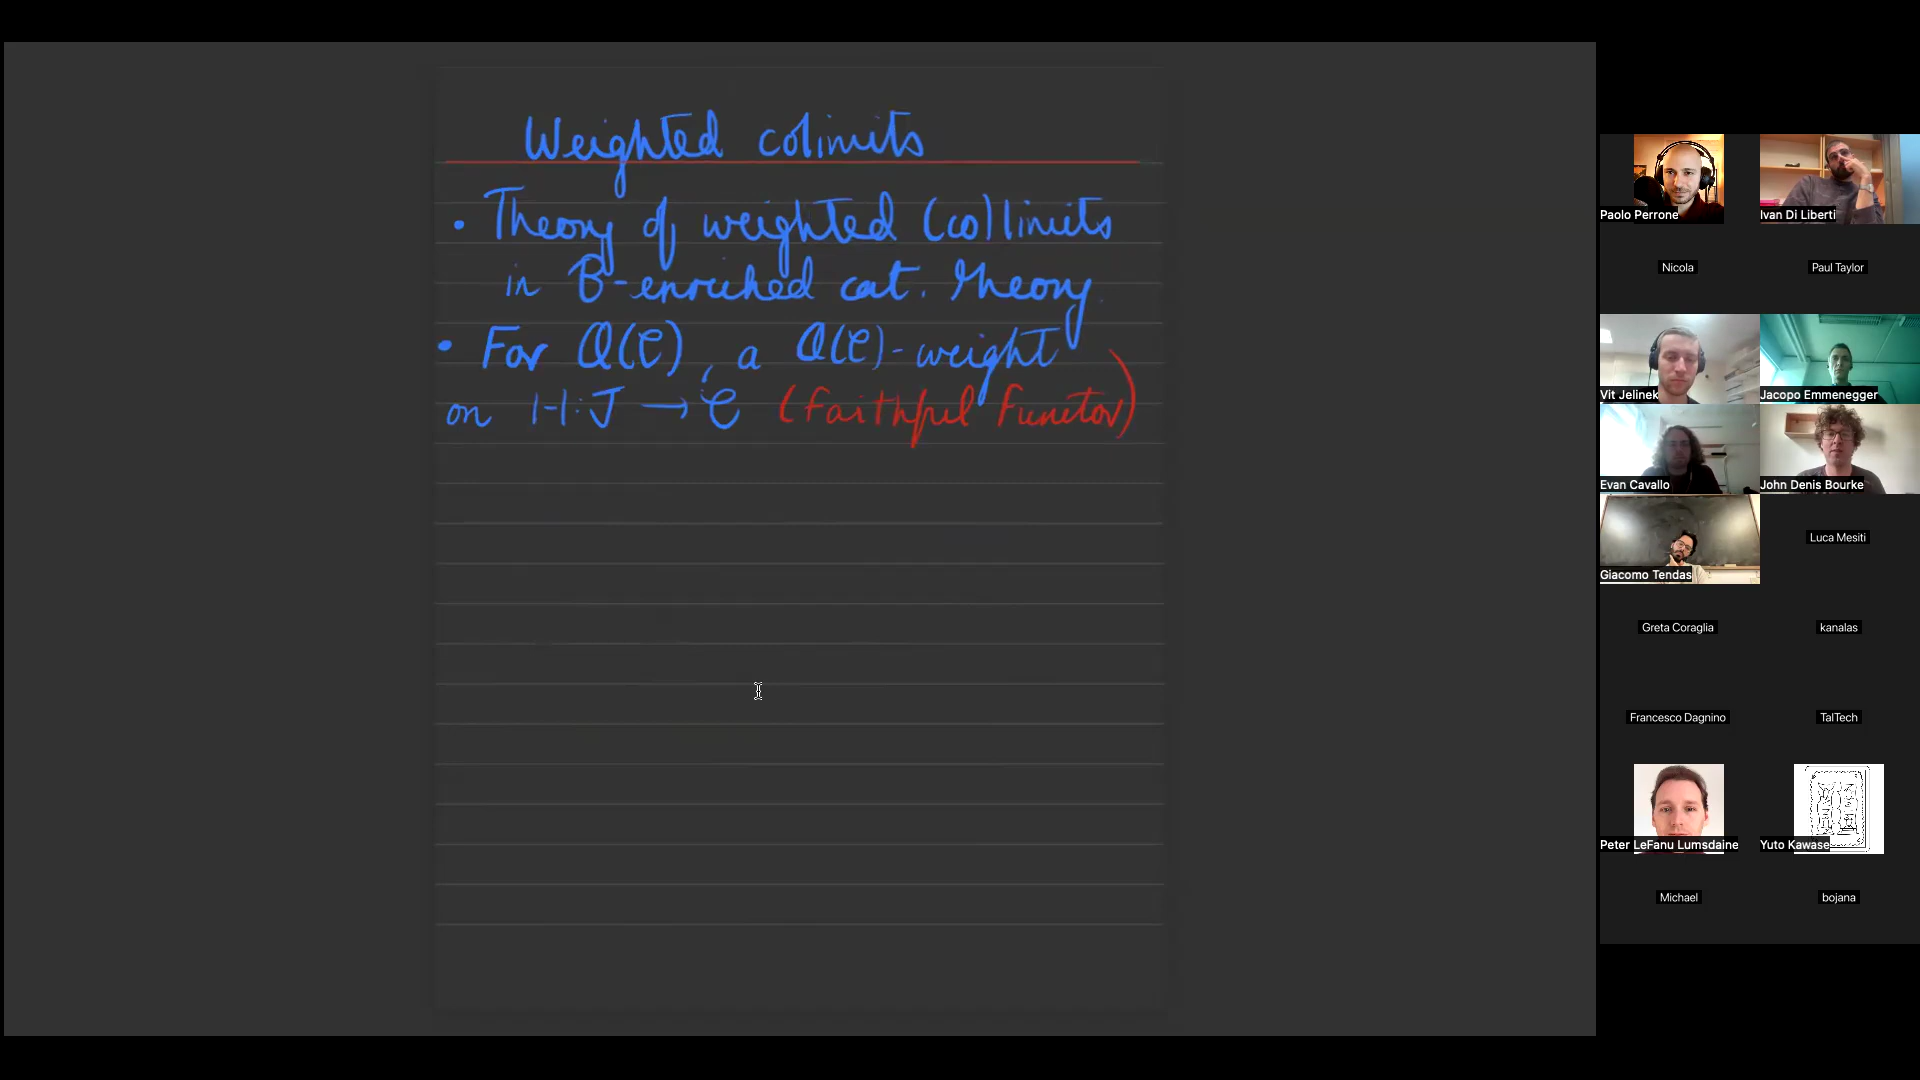 Weighted colimits
• Theory of weighted (co)limits
in B-enriched cat. theory.
• For Q(C), a Q(C)-weight
on |-|: J → C (faithful functor)
Paolo Perrone
Ivan Di Liberti
Nicola
Paul Taylor
Vit Jelinek
Jacopo Emmenegger
Evan Cavallo
John Denis Bourke
Giacomo Tendas
Luca Mesiti
Greta Coraglia
kanalas
Francesco Dagnino
TalTech
Peter LeFanu Lumsdaine
Yuto Kawase
Michael
bojana